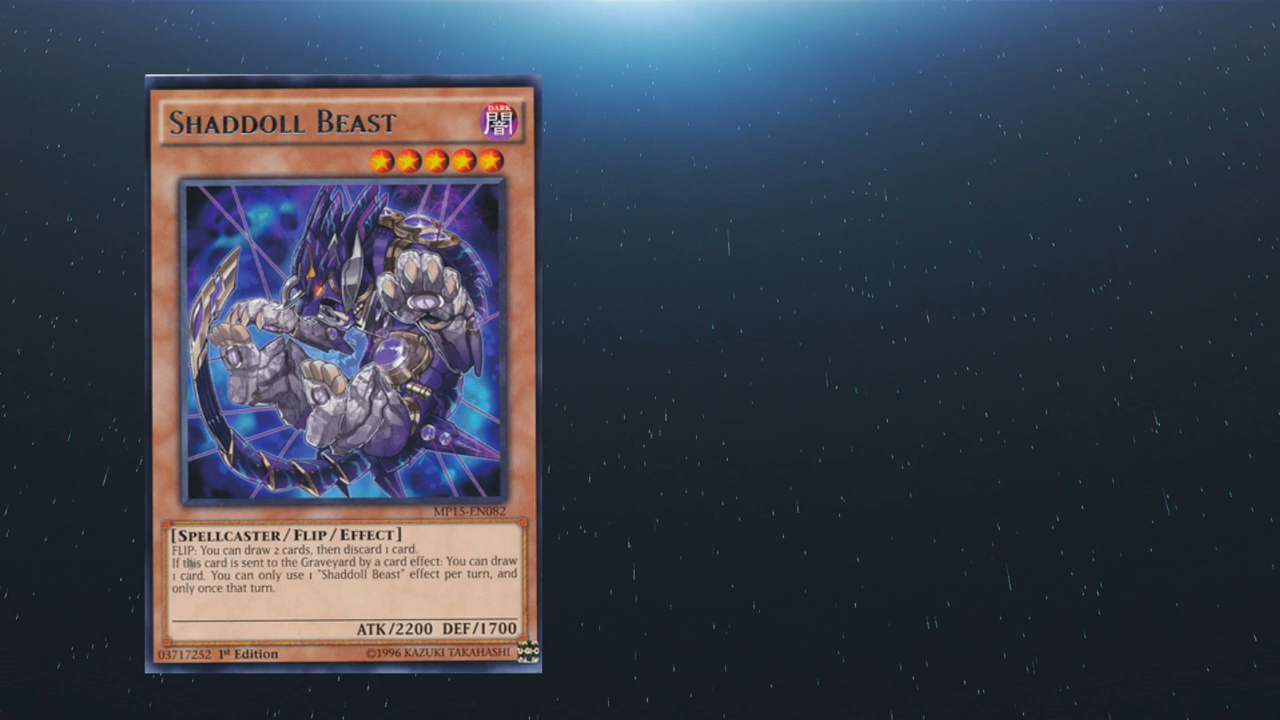 SHADDOLL BEAST
DARK
闇
MP15-EN082
[SPELLCASTER/FLIP/EFFECT]
FLIP: You can draw 2 cards, then discard 1 card.
If this card is sent to the Graveyard by a card effect: You can draw
1 card. You can only use 1 "Shaddoll Beast" effect per turn, and
only once that turn.
ATK/2200 DEF/1700
03717252 1st Edition ©1996 KAZUKI TAKAHASHI